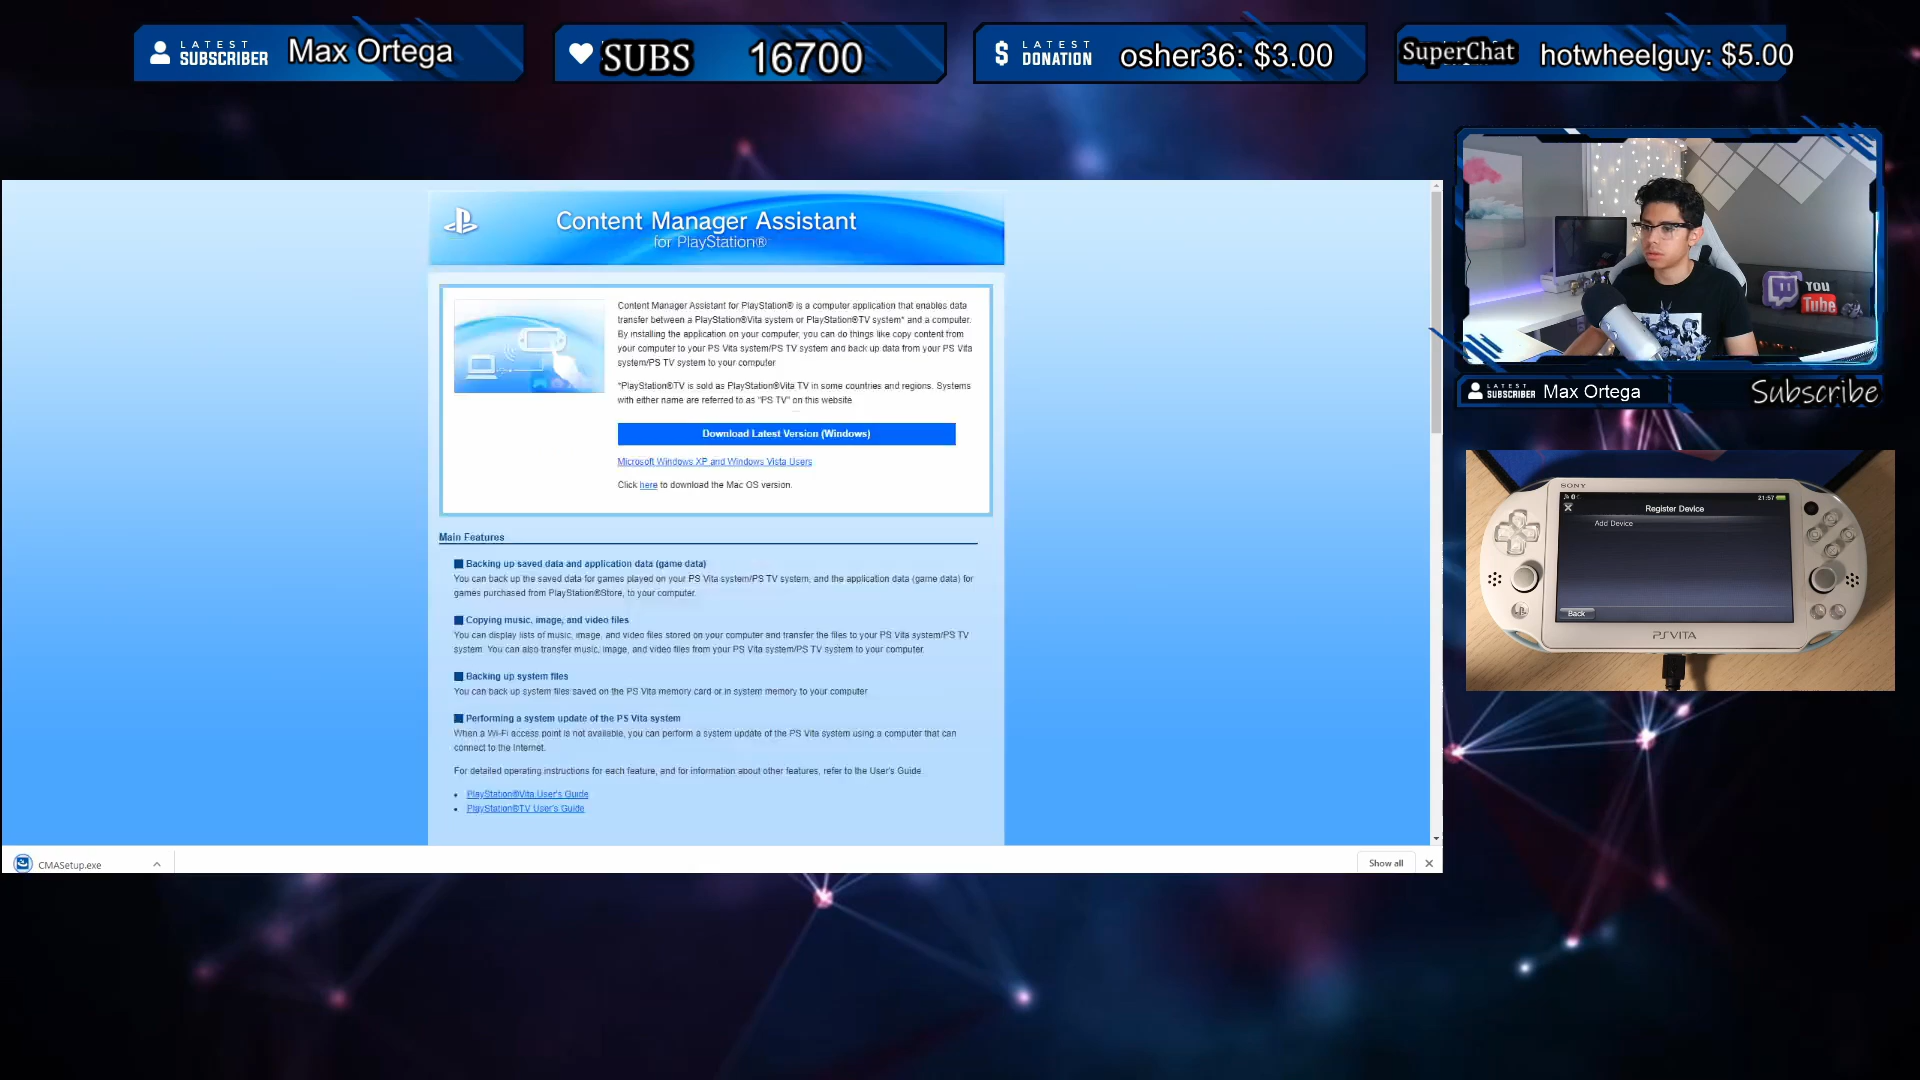 LATEST
SUBSCRIBER Max Ortega
SUBS 16700
LATEST
DONATION osher36: $3.00
SuperChat hotwheelguy: $5.00
Content Manager Assistant
for PlayStation®
Content Manager Assistant for PlayStation® is a computer application that enables data
transfer between a PlayStation®Vita system or PlayStation®TV system* and a computer.
By installing the application on your computer, you can do things like copy content from
your computer to your PS Vita system/PS TV system and back up data from your PS Vita
system/PS TV system to your computer
*PlayStation®TV is sold as PlayStation®Vita TV in some countries and regions. Systems
with either name are referred to as "PS TV" on this website
Download Latest Version (Windows)
Microsoft Windows XP and Windows Vista Users
Click here to download the Mac OS version.
Main Features
Backing up saved data and application data (game data)
You can back up the saved data for games played on your PS Vita system/PS TV system, and the application data (game data) for
games purchased from PlayStation®Store, to your computer.
Copying music, image, and video files
You can display lists of music, image, and video files stored on your computer and transfer the files to your PS Vita system/PS TV
system. You can also transfer music, image, and video files from your PS Vita system/PS TV system to your computer.
Backing up system files
You can back up system files saved on the PS Vita memory card or in system memory to your computer
Performing a system update of the PS Vita system
When a Wi-Fi access point is not available, you can perform a system update of the PS Vita system using a computer that can
connect to the Internet.
For detailed operating instructions for each feature, and for information about other features, refer to the User's Guide.
PlayStation®Vita User's Guide
PlayStation®TV User's Guide
CMASetup.exe
Show all
YOU
Tube
LATEST
SUBSCRIBER Max Ortega
Subscribe
SONY
21:57
Register Device
Add Device
Back
PSVITA